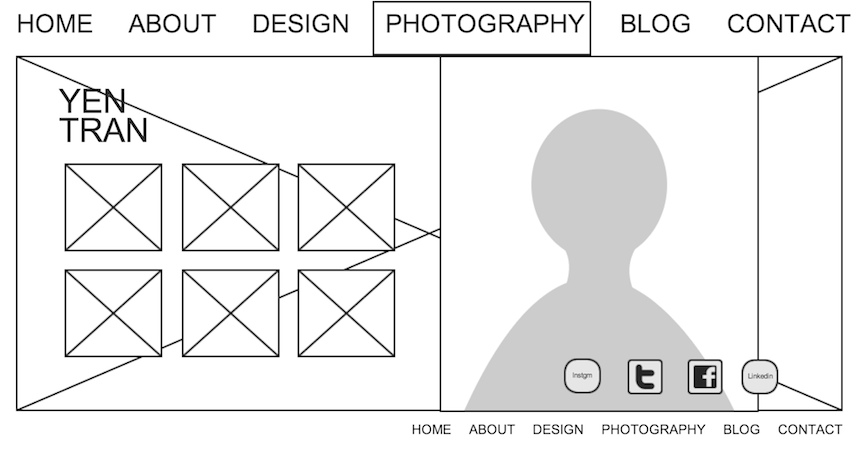 HOME ABOUT DESIGN PHOTOGRAPHY BLOG CONTACT
YEN
TRAN
Instgm t f Linkedin
HOME ABOUT DESIGN PHOTOGRAPHY BLOG CONTACT